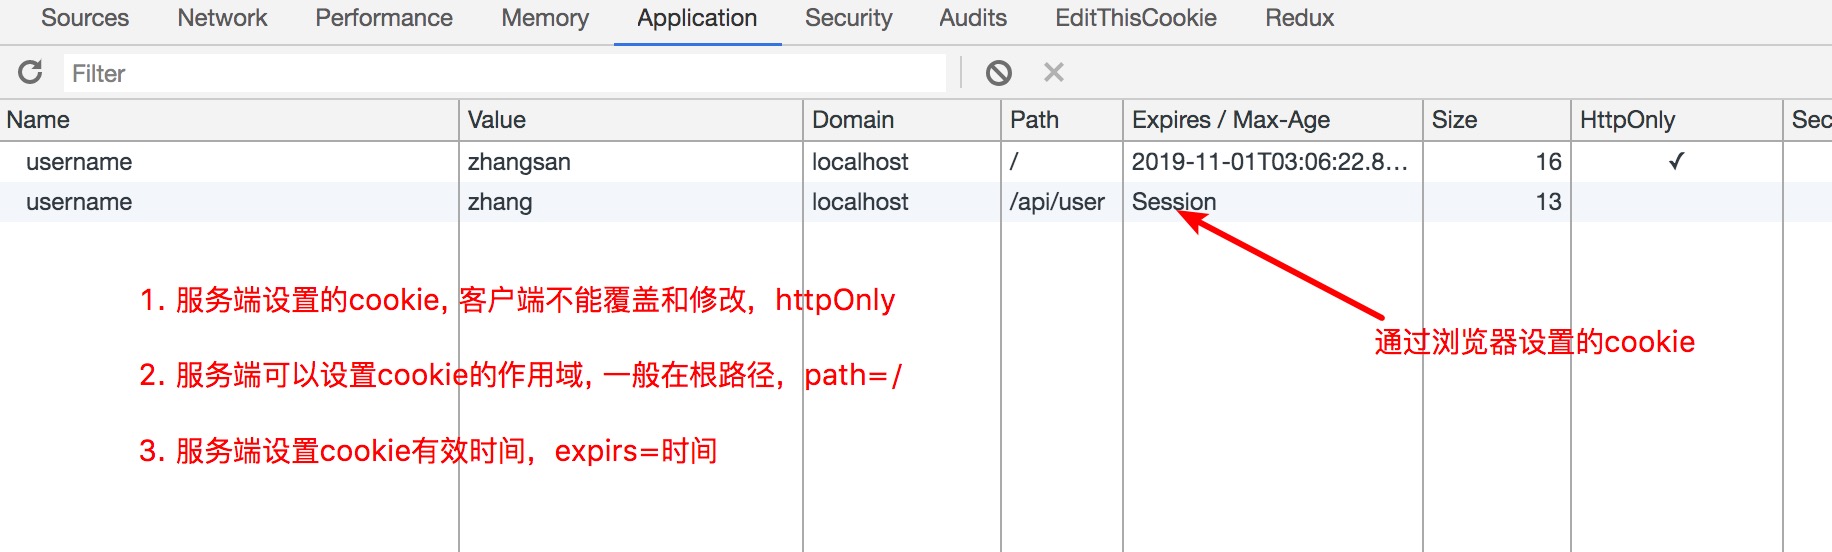 Sources Network Performance Memory Application Security Audits EditThisCookie Redux
Filter
Name Value Domain Path Expires / Max-Age Size HttpOnly Sec
username zhangsan localhost / 2019-11-01T03:06:22.8... 16 ✓
username zhang localhost /api/user Session 13
1. 服务端设置的cookie, 客户端不能覆盖和修改，httpOnly
通过浏览器设置的cookie
2. 服务端可以设置cookie的作用域, 一般在根路径，path=/
3. 服务端设置cookie有效时间，expirs=时间